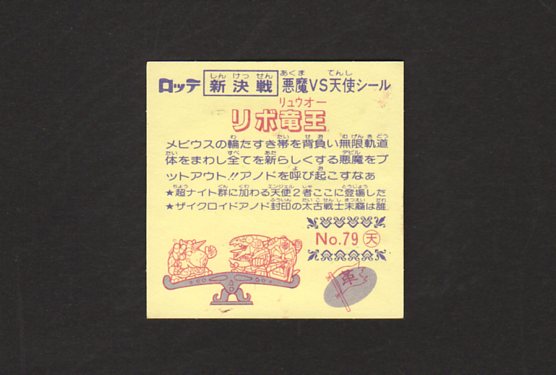 ロッテ 新決戦 悪魔VS天使シール
リボ竜王
メビウスの輪たすき帯を背負い無限軌道
体をまわし全てを新らしくする悪魔をプ
ットアウト!!アノドを呼び起こすなぁ
★超ナイト群に加わる天使2者ここに登場した
★ザイクロイドアノド封印の太古戦士末裔は誰
No.79 天